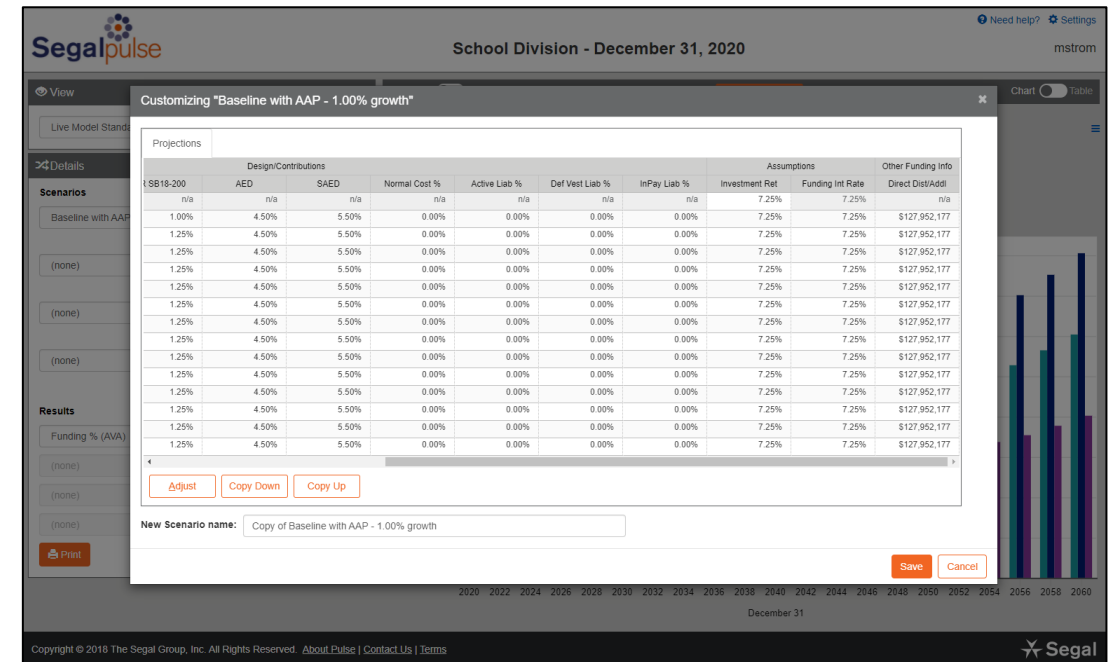 Need help? Settings
Segalpulse
School Division - December 31, 2020
mstrom
View
Chart Table
Customizing "Baseline with AAP - 1.00% growth"
Live Model Standa
Projections
Details
Design/Contributions Assumptions Other Funding Info
SB18-200 AED SAED Normal Cost % Active Liab % Def Vest Liab % InPay Liab % Investment Ret Funding Int Rate Direct Dist/Addl
Scenarios
n/a n/a n/a n/a n/a n/a n/a 7.25% 7.25% n/a
Baseline with AAP
1.00% 4.50% 5.50% 0.00% 0.00% 0.00% 0.00% 7.25% 7.25% $127,952,177
1.25% 4.50% 5.50% 0.00% 0.00% 0.00% 0.00% 7.25% 7.25% $127,952,177
1.25% 4.50% 5.50% 0.00% 0.00% 0.00% 0.00% 7.25% 7.25% $127,952,177
(none)
1.25% 4.50% 5.50% 0.00% 0.00% 0.00% 0.00% 7.25% 7.25% $127,952,177
1.25% 4.50% 5.50% 0.00% 0.00% 0.00% 0.00% 7.25% 7.25% $127,952,177
1.25% 4.50% 5.50% 0.00% 0.00% 0.00% 0.00% 7.25% 7.25% $127,952,177
(none)
1.25% 4.50% 5.50% 0.00% 0.00% 0.00% 0.00% 7.25% 7.25% $127,952,177
1.25% 4.50% 5.50% 0.00% 0.00% 0.00% 0.00% 7.25% 7.25% $127,952,177
1.25% 4.50% 5.50% 0.00% 0.00% 0.00% 0.00% 7.25% 7.25% $127,952,177
(none)
1.25% 4.50% 5.50% 0.00% 0.00% 0.00% 0.00% 7.25% 7.25% $127,952,177
1.25% 4.50% 5.50% 0.00% 0.00% 0.00% 0.00% 7.25% 7.25% $127,952,177
1.25% 4.50% 5.50% 0.00% 0.00% 0.00% 0.00% 7.25% 7.25% $127,952,177
Results
1.25% 4.50% 5.50% 0.00% 0.00% 0.00% 0.00% 7.25% 7.25% $127,952,177
1.25% 4.50% 5.50% 0.00% 0.00% 0.00% 0.00% 7.25% 7.25% $127,952,177
Funding % (AVA)
(none)
Adjust Copy Down Copy Up
(none)
(none)
New Scenario name: Copy of Baseline with AAP - 1.00% growth
Print
Save Cancel
2020 2022 2024 2026 2028 2030 2032 2034 2036 2038 2040 2042 2044 2046 2048 2050 2052 2054 2056 2058 2060
December 31
Copyright © 2018 The Segal Group, Inc. All Rights Reserved. About Pulse | Contact Us | Terms
Segal